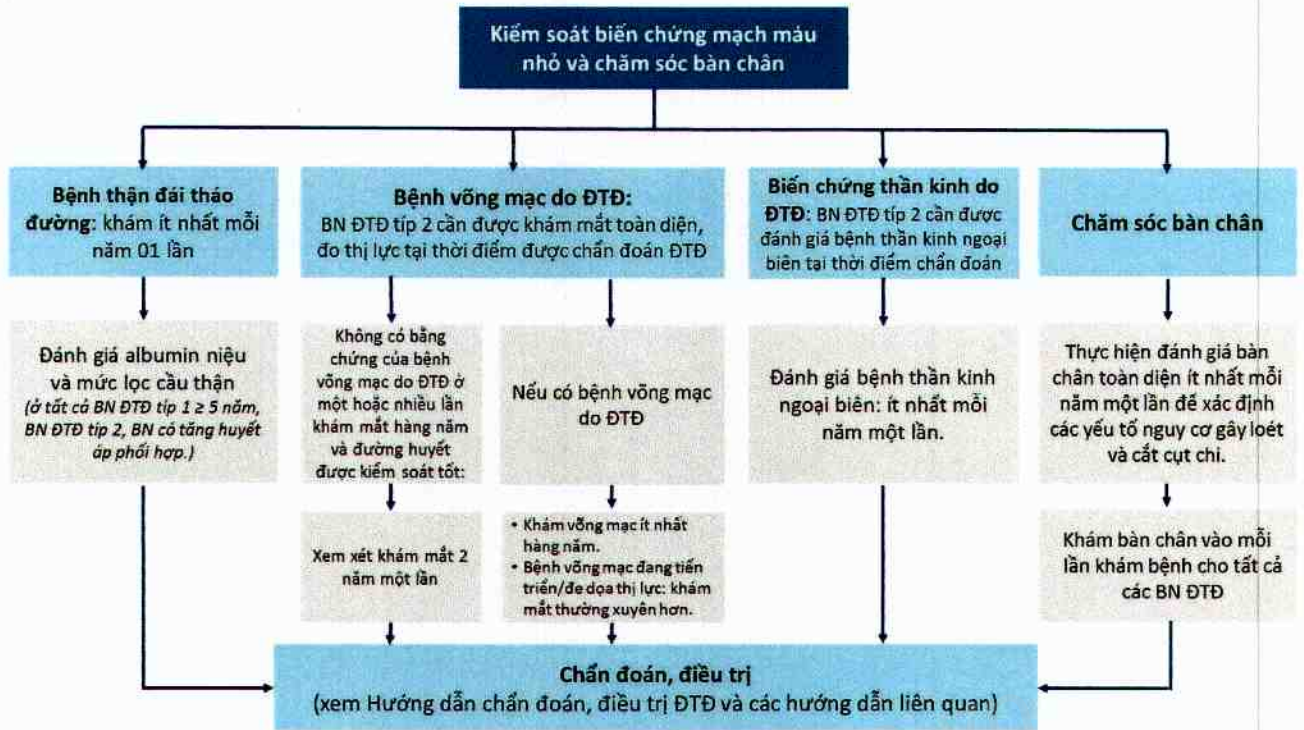 Kiểm soát biến chứng mạch máu
nhỏ và chăm sóc bàn chân
Bệnh thận đái tháo
đường: khám ít nhất mỗi
năm 01 lần
Bệnh võng mạc do ĐTĐ:
BN ĐTĐ típ 2 cần được khám mắt toàn diện,
đo thị lực tại thời điểm được chẩn đoán ĐTĐ
Biến chứng thần kinh do
ĐTĐ: BN ĐTĐ típ 2 cần được
đánh giá bệnh thần kinh ngoại
biên tại thời điểm chẩn đoán
Chăm sóc bàn chân
Đánh giá albumin niệu
và mức lọc cầu thận
(ở tất cả BN ĐTĐ típ 1 ≥ 5 năm,
BN ĐTĐ típ 2, BN có tăng huyết
áp phối hợp.)
Không có bằng
chứng của bệnh
võng mạc do ĐTĐ ở
một hoặc nhiều lần
khám mắt hàng năm
và đường huyết
được kiểm soát tốt:
Nếu có bệnh võng mạc
do ĐTĐ
Đánh giá bệnh thần kinh
ngoại biên: ít nhất mỗi
năm một lần.
Thực hiện đánh giá bàn
chân toàn diện ít nhất mỗi
năm một lần để xác định
các yếu tố nguy cơ gây loét
và cắt cụt chi.
Xem xét khám mắt 2
năm một lần
• Khám võng mạc ít nhất
hàng năm.
• Bệnh võng mạc đang tiến
triển/đe dọa thị lực: khám
mắt thường xuyên hơn.
Khám bàn chân vào mỗi
lần khám bệnh cho tất cả
các BN ĐTĐ
Chẩn đoán, điều trị
(xem Hướng dẫn chẩn đoán, điều trị ĐTĐ và các hướng dẫn liên quan)